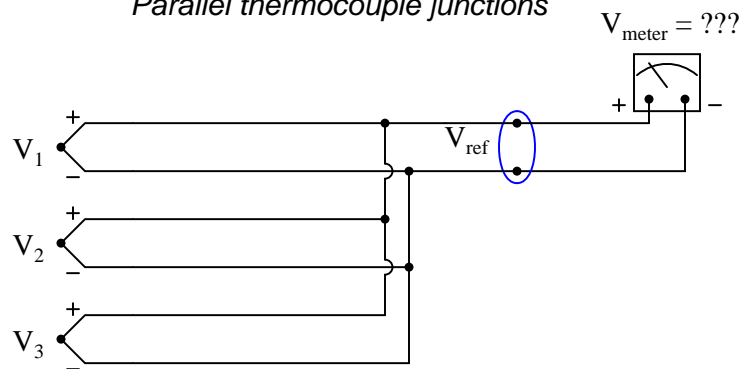 Parallel thermocouple junctions
V_meter = ???
+ –
+
V_ref
V_1
–
+
V_2
–
+
V_3
–